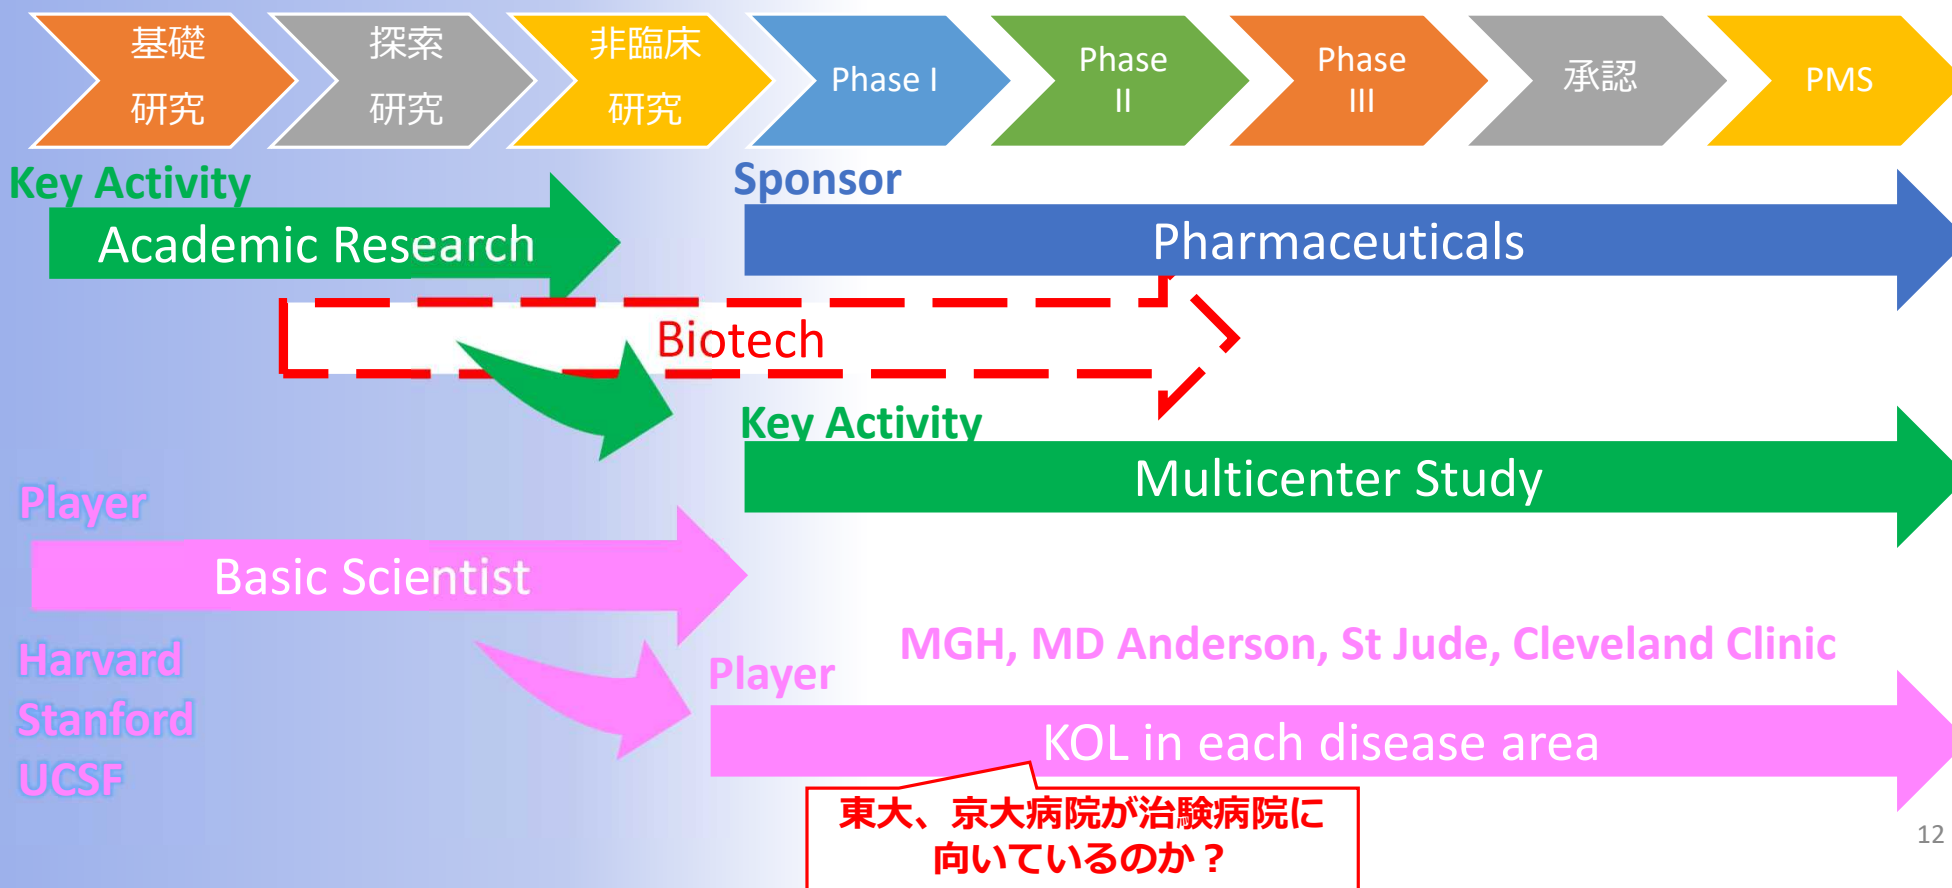 基礎
研究
探索
研究
非臨床
研究
Phase I
Phase
II
Phase
III
承認
PMS
Key Activity
Academic Research
Sponsor
Pharmaceuticals
Biotech
Key Activity
Multicenter Study
Player
Basic Scientist
Harvard
Stanford
UCSF
MGH, MD Anderson, St Jude, Cleveland Clinic
Player
KOL in each disease area
東大、京大病院が治験病院に
向いているのか？
12